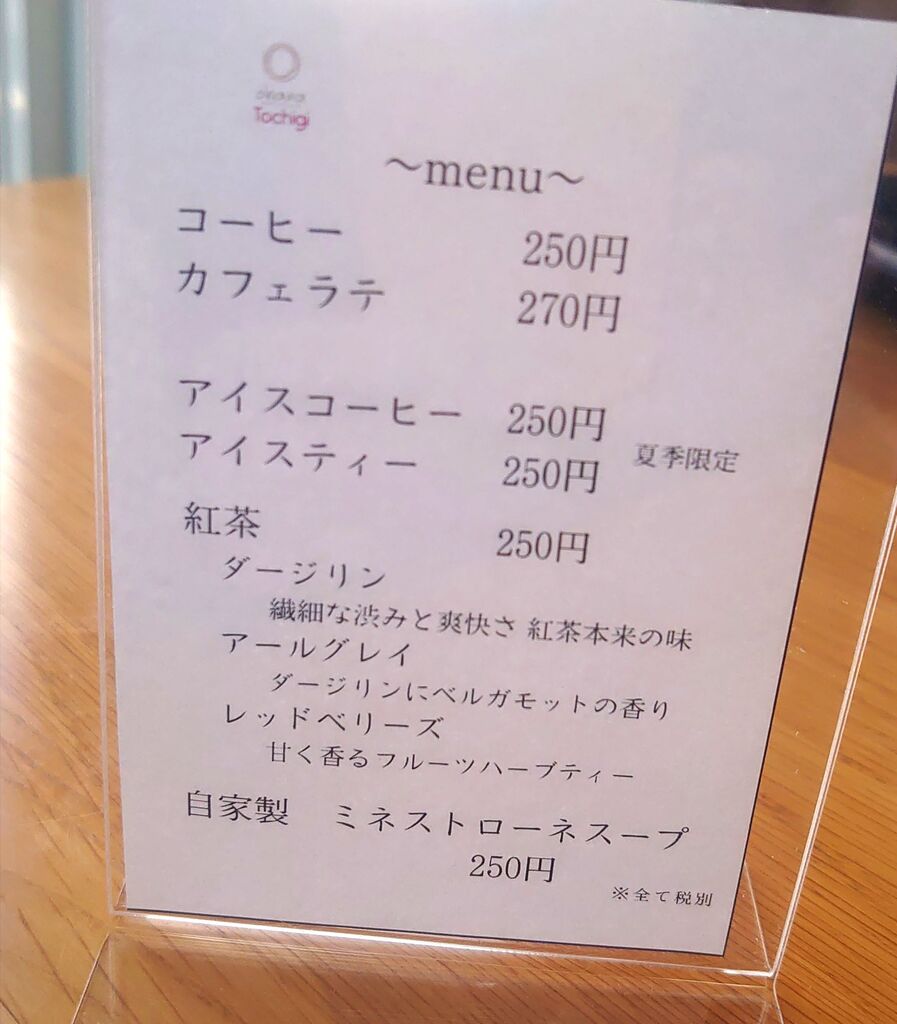 Tochigi
～menu～
コーヒー 250円
カフェラテ 270円
アイスコーヒー 250円
アイスティー 250円 夏季限定
紅茶 250円
ダージリン
繊細な渋みと爽快さ 紅茶本来の味
アールグレイ
ダージリンにベルガモットの香り
レッドベリーズ
甘く香るフルーツハーブティー
自家製 ミネストローネスープ
250円
※全て税別